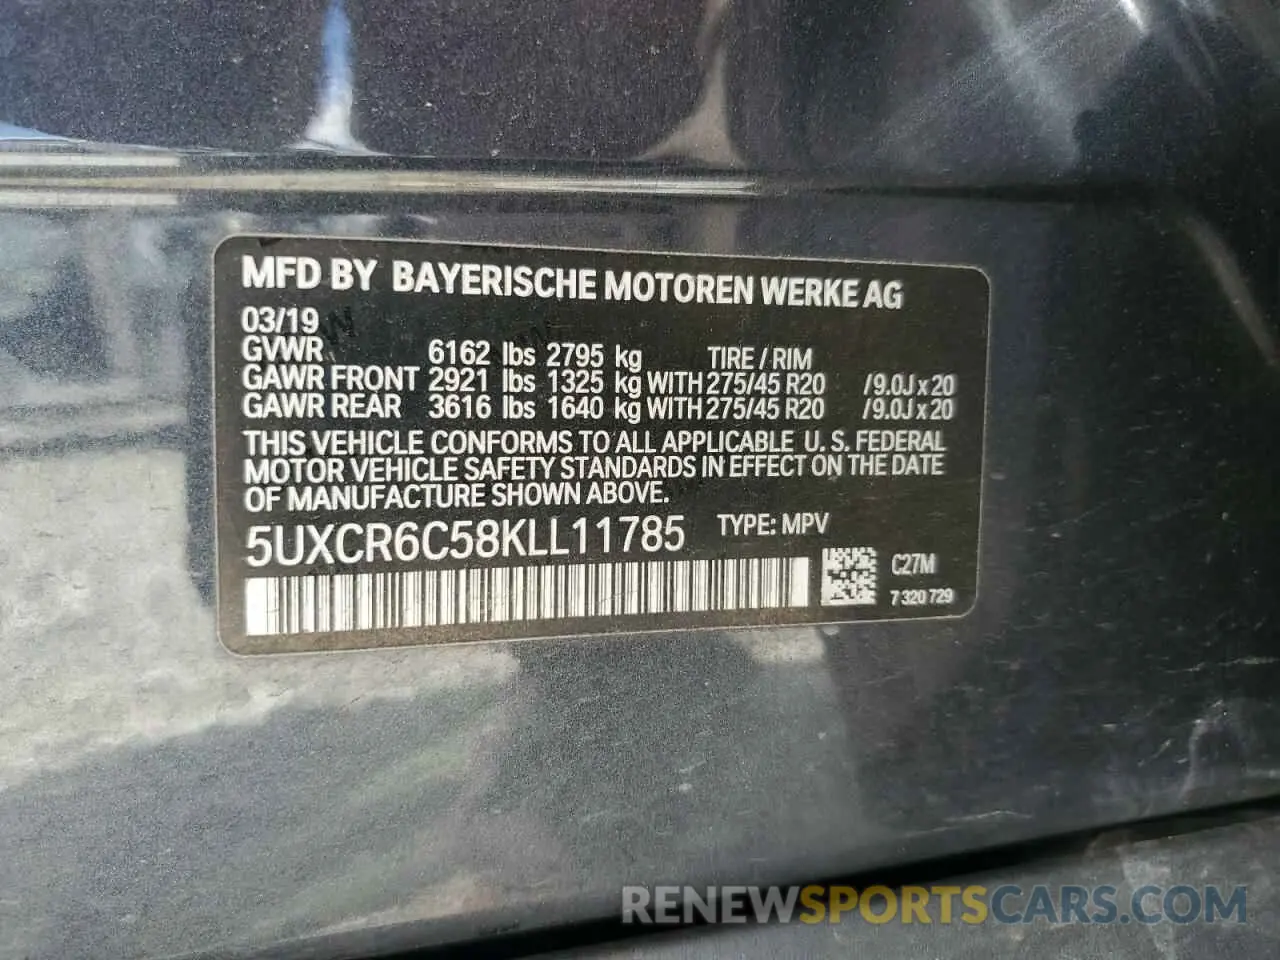 MFD BY BAYERISCHE MOTOREN WERKE AG
03/19
GVWR 6162 lbs 2795 kg TIRE / RIM
GAWR FRONT 2921 lbs 1325 kg WITH 275/45 R20 /9.0J x 20
GAWR REAR 3616 lbs 1640 kg WITH 275/45 R20 /9.0J x 20
THIS VEHICLE CONFORMS TO ALL APPLICABLE U. S. FEDERAL
MOTOR VEHICLE SAFETY STANDARDS IN EFFECT ON THE DATE
OF MANUFACTURE SHOWN ABOVE.
5UXCR6C58KLL11785 TYPE: MPV
C27M
7 320 729
RENEWSPORTSCARS.COM